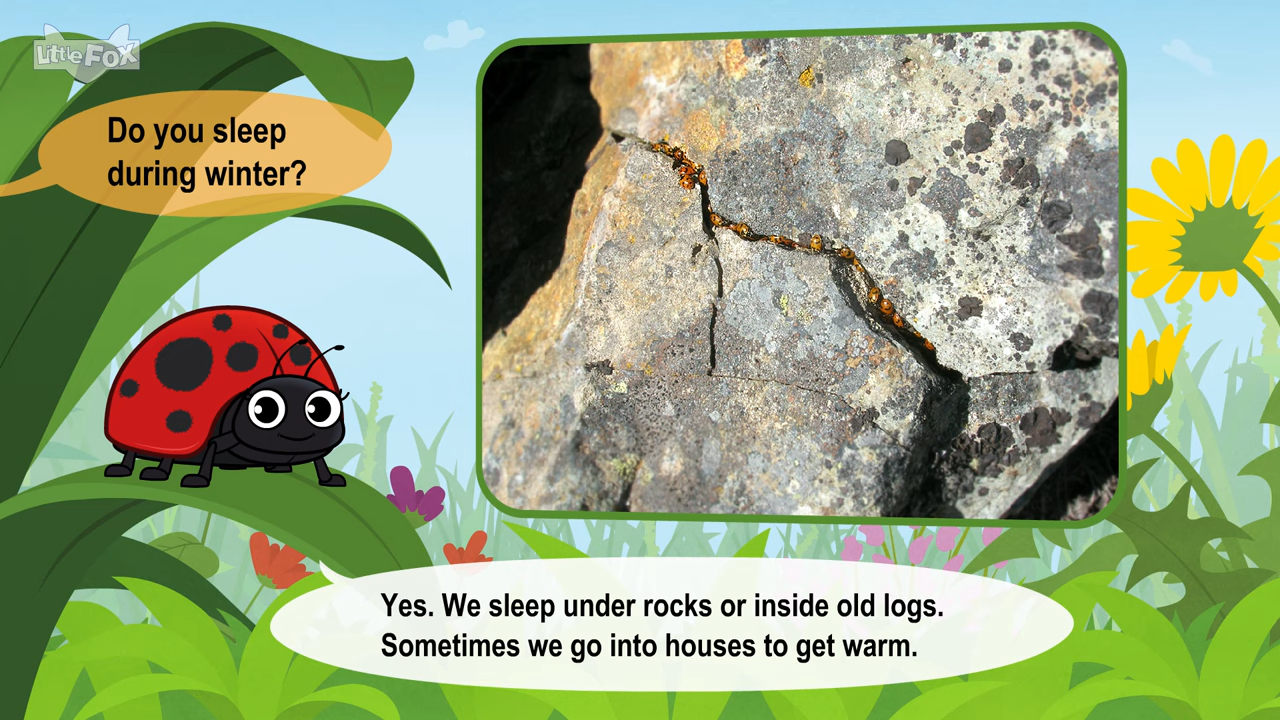 Little Fox
Do you sleep
during winter?
Yes. We sleep under rocks or inside old logs.
Sometimes we go into houses to get warm.